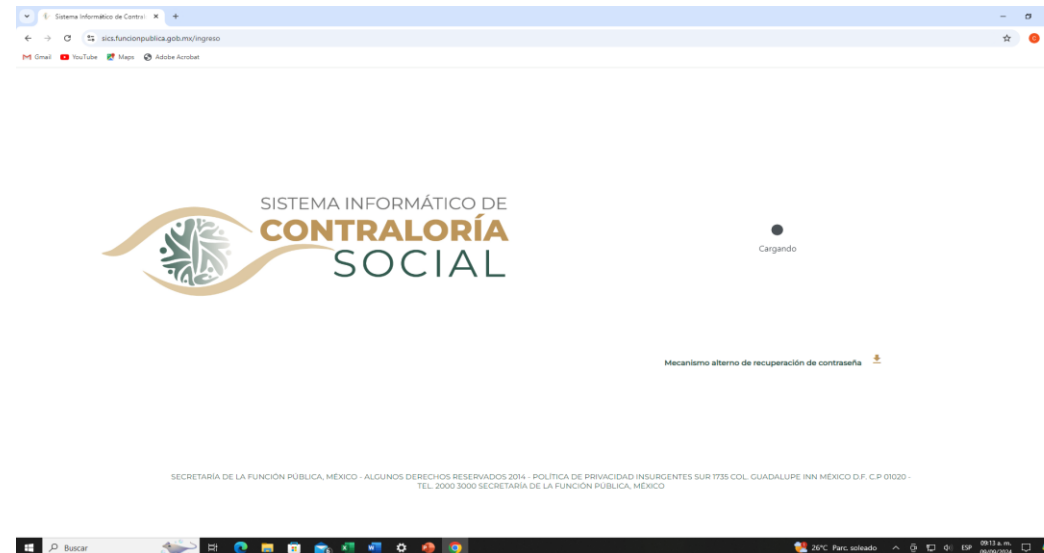 Sistema Informático de Control
sics.funcionpublica.gob.mx/ingreso
Gmail YouTube Maps Adobe Acrobat
SISTEMA INFORMÁTICO DE
CONTRALORÍA
SOCIAL
Cargando
Mecanismo alterno de recuperación de contraseña
SECRETARÍA DE LA FUNCIÓN PÚBLICA, MÉXICO - ALGUNOS DERECHOS RESERVADOS 2014 - POLÍTICA DE PRIVACIDAD INSURGENTES SUR 1735 COL. GUADALUPE INN MÉXICO D.F. C.P 01020 -
TEL. 2000 3000 SECRETARÍA DE LA FUNCIÓN PÚBLICA, MÉXICO
Buscar
26°C Parc. soleado
ESP
09:13 a. m.
09/09/2024